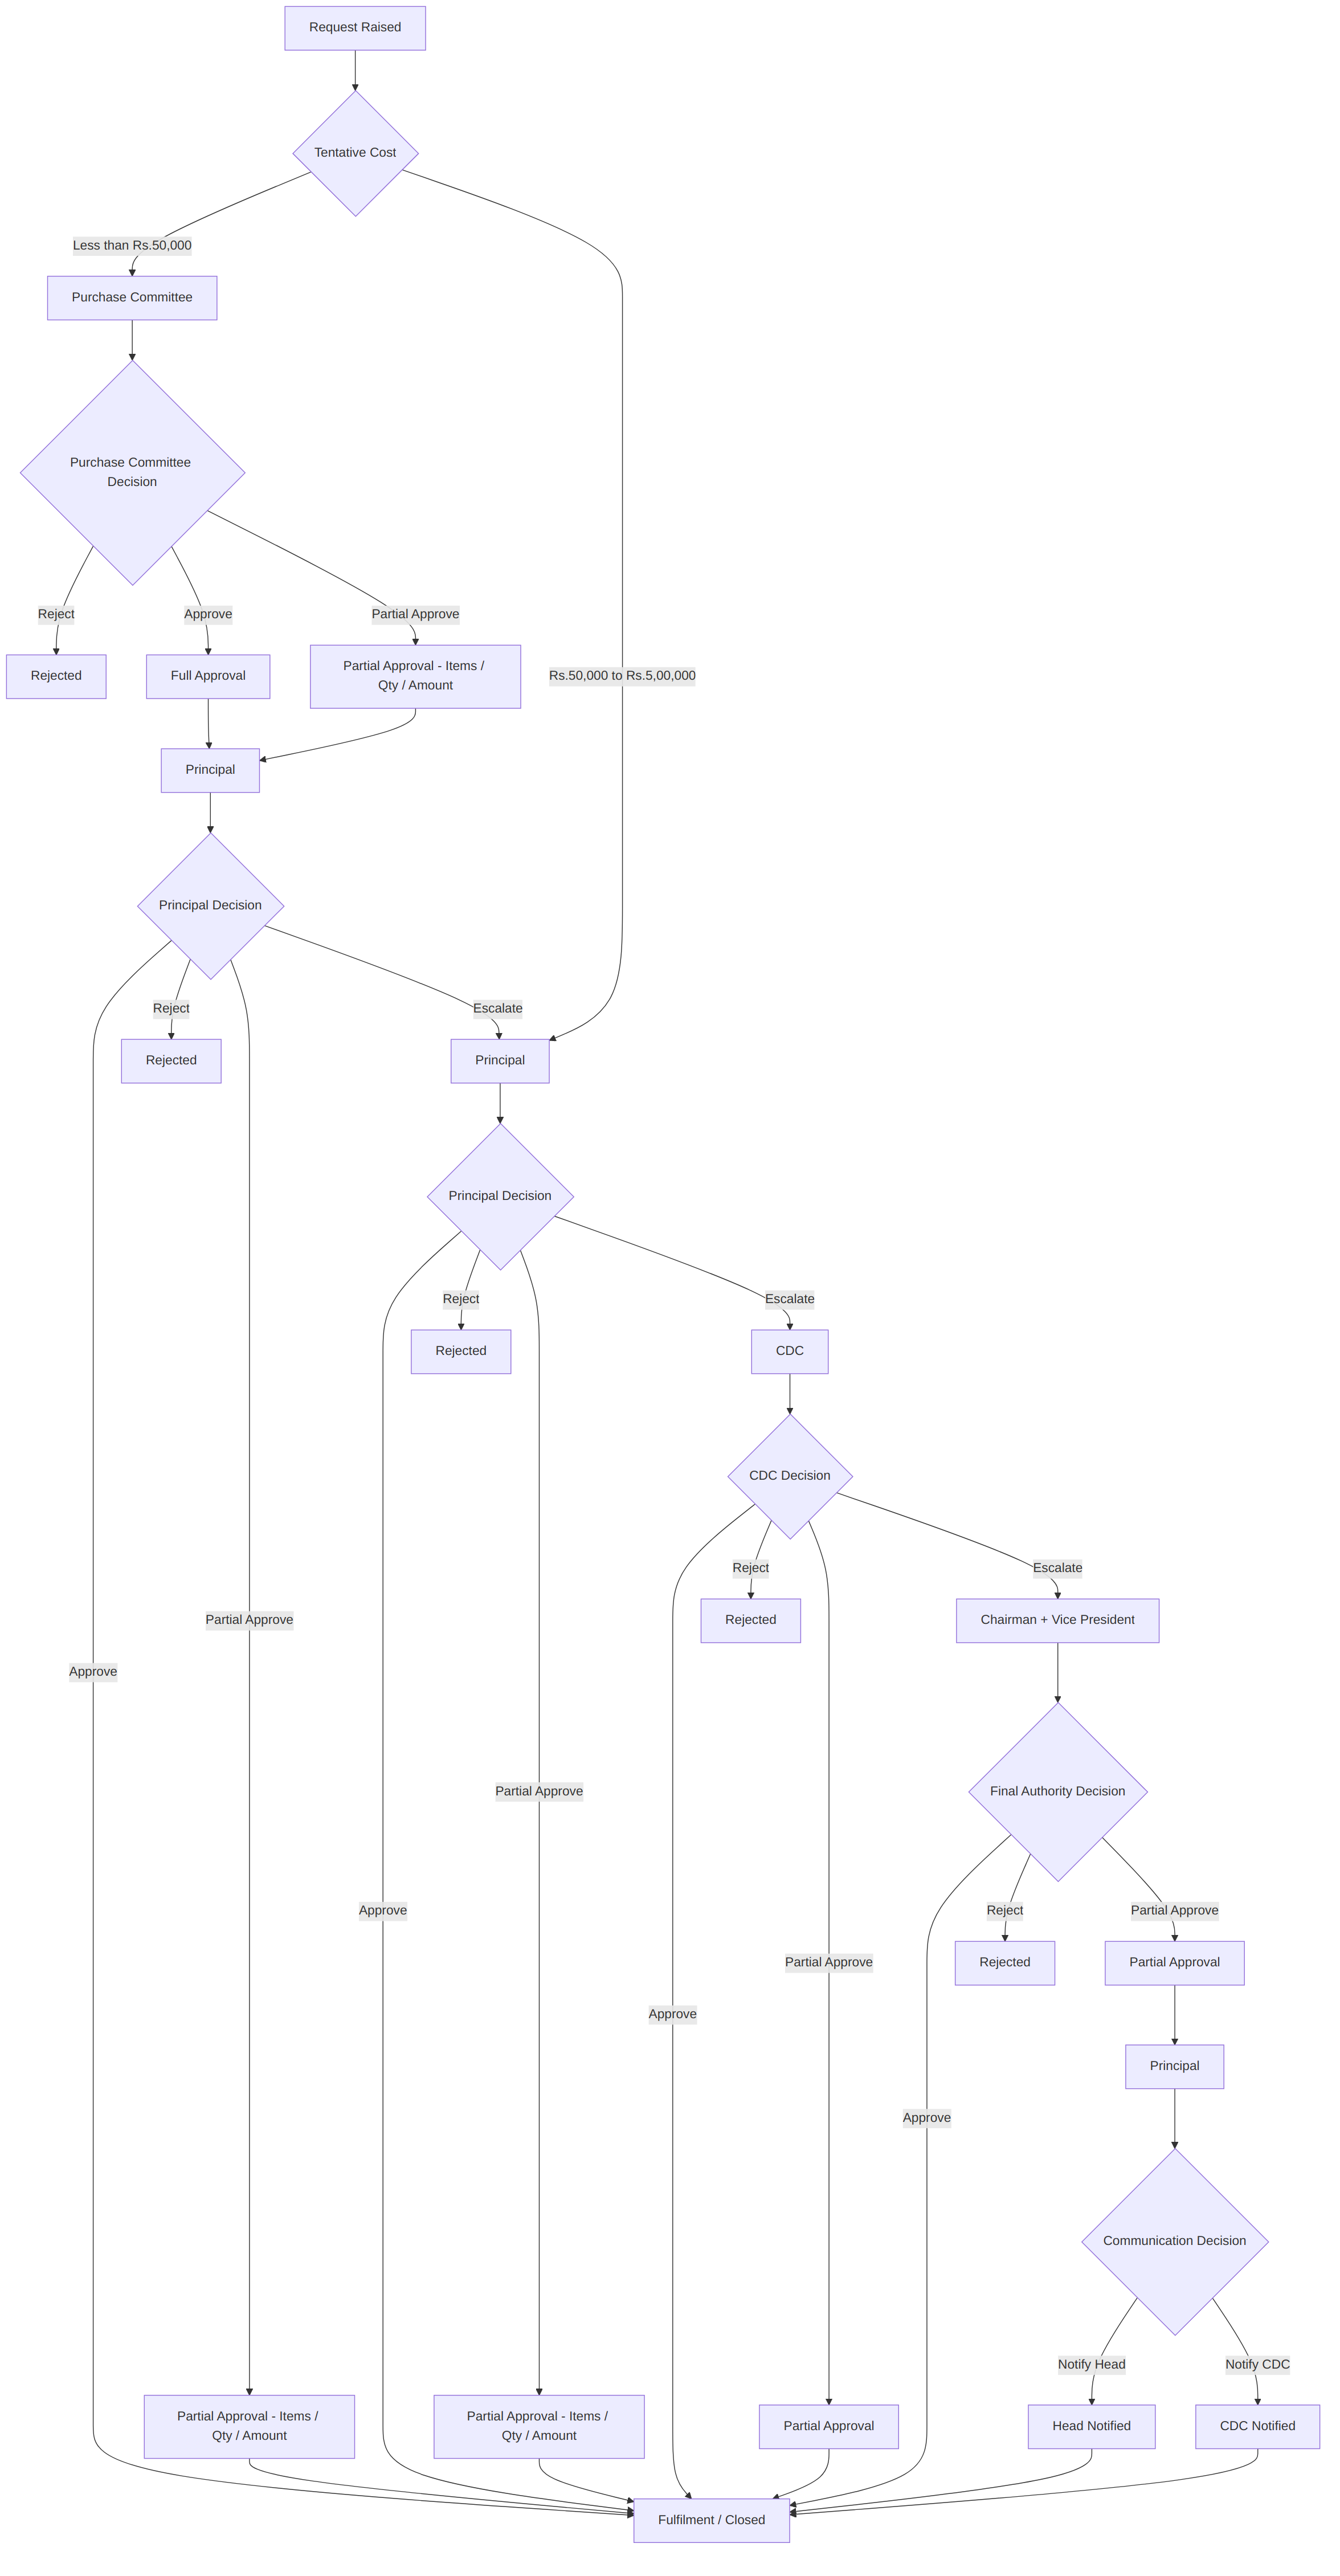 Request Raised
Tentative Cost
Less than Rs.50,000
Purchase Committee
Purchase Committee
Decision
Reject
Approve
Partial Approve
Rejected
Full Approval
Partial Approval - Items /
Qty / Amount
Rs.50,000 to Rs.5,00,000
Principal
Principal Decision
Reject
Escalate
Rejected
Principal
Principal Decision
Reject
Escalate
Rejected
CDC
CDC Decision
Reject
Escalate
Rejected
Chairman + Vice President
Partial Approve
Approve
Final Authority Decision
Partial Approve
Approve
Reject
Partial Approve
Rejected
Partial Approval
Partial Approve
Approve
Principal
Approve
Communication Decision
Notify Head
Notify CDC
Partial Approval - Items /
Qty / Amount
Partial Approval - Items /
Qty / Amount
Partial Approval
Head Notified
CDC Notified
Fulfilment / Closed